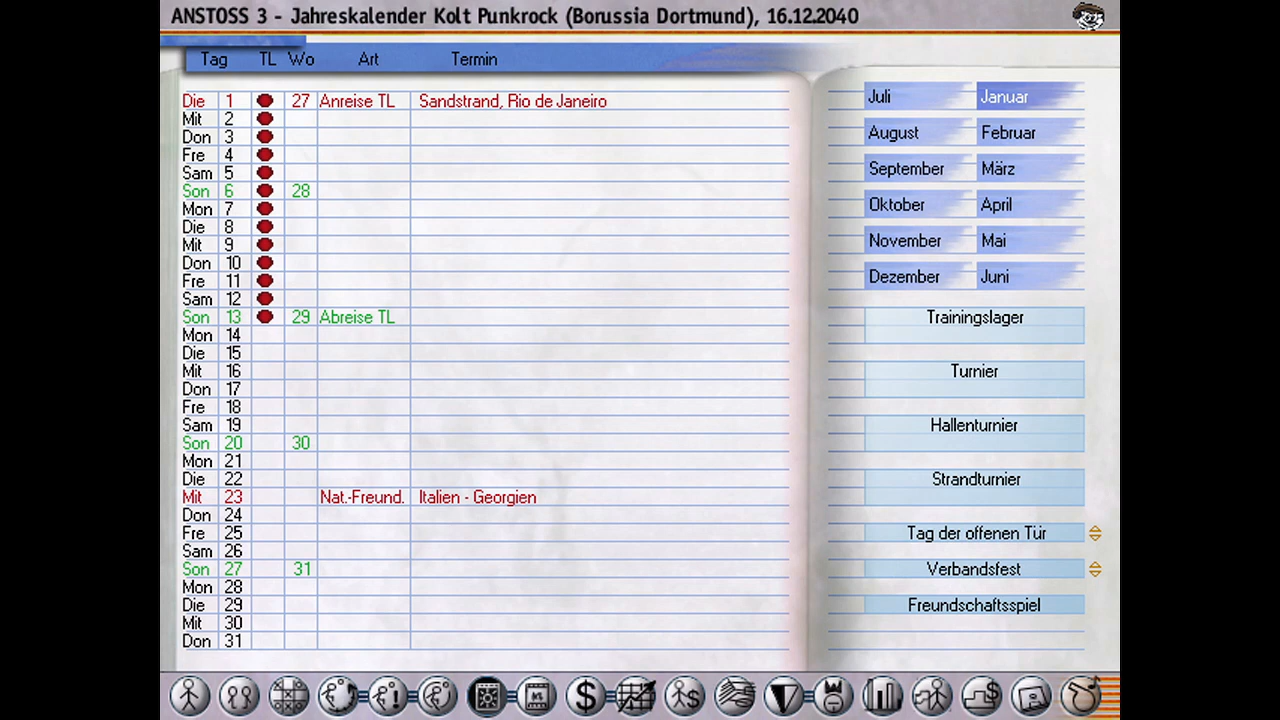 ANSTOSS 3 - Jahreskalender Kolt Punkrock (Borussia Dortmund), 16.12.2040
Tag TL Wo Art Termin
Die 1 27 Anreise TL Sandstrand, Rio de Janeiro
Mit 2
Don 3
Fre 4
Sam 5
Son 6 28
Mon 7
Die 8
Mit 9
Don 10
Fre 11
Sam 12
Son 13 29 Abreise TL
Mon 14
Die 15
Mit 16
Don 17
Fre 18
Sam 19
Son 20 30
Mon 21
Die 22
Mit 23 Nat.-Freund. Italien - Georgien
Don 24
Fre 25
Sam 26
Son 27 31
Mon 28
Die 29
Mit 30
Don 31
Juli Januar
August Februar
September März
Oktober April
November Mai
Dezember Juni
Trainingslager
Turnier
Hallenturnier
Strandturnier
Tag der offenen Tür
Verbandsfest
Freundschaftsspiel